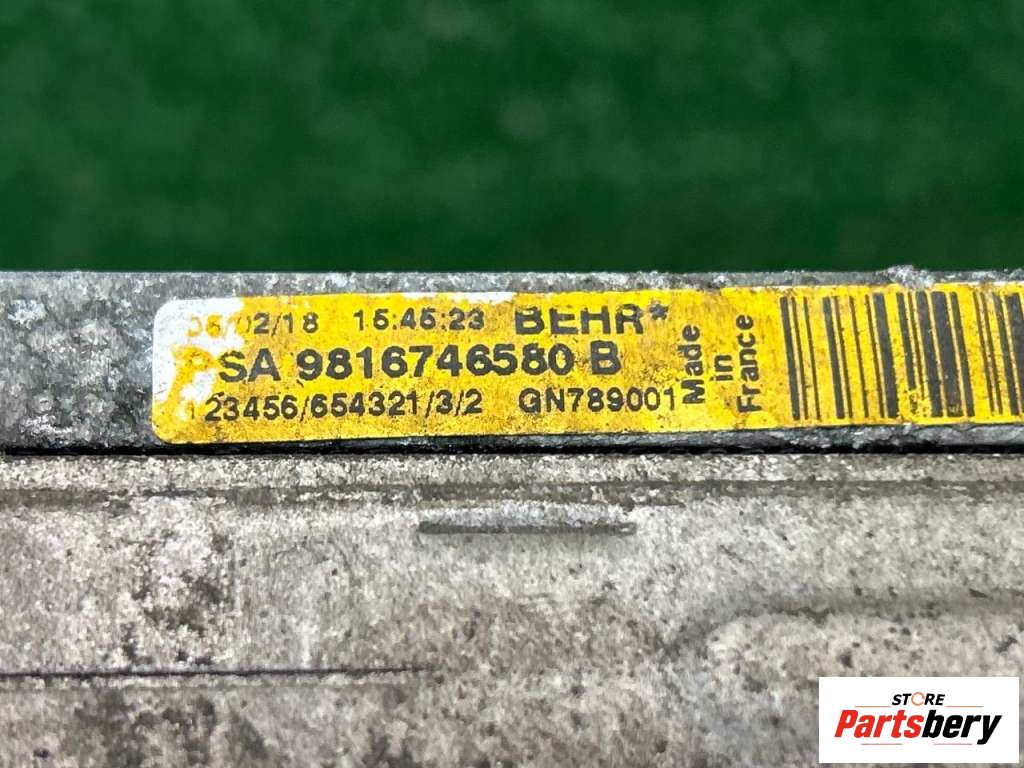 06/02/18 15:45:23 BEHR*
PSA 9816746580 B
123456/654321/3/2 GN789001
Made
in
France
STORE
Partsbery